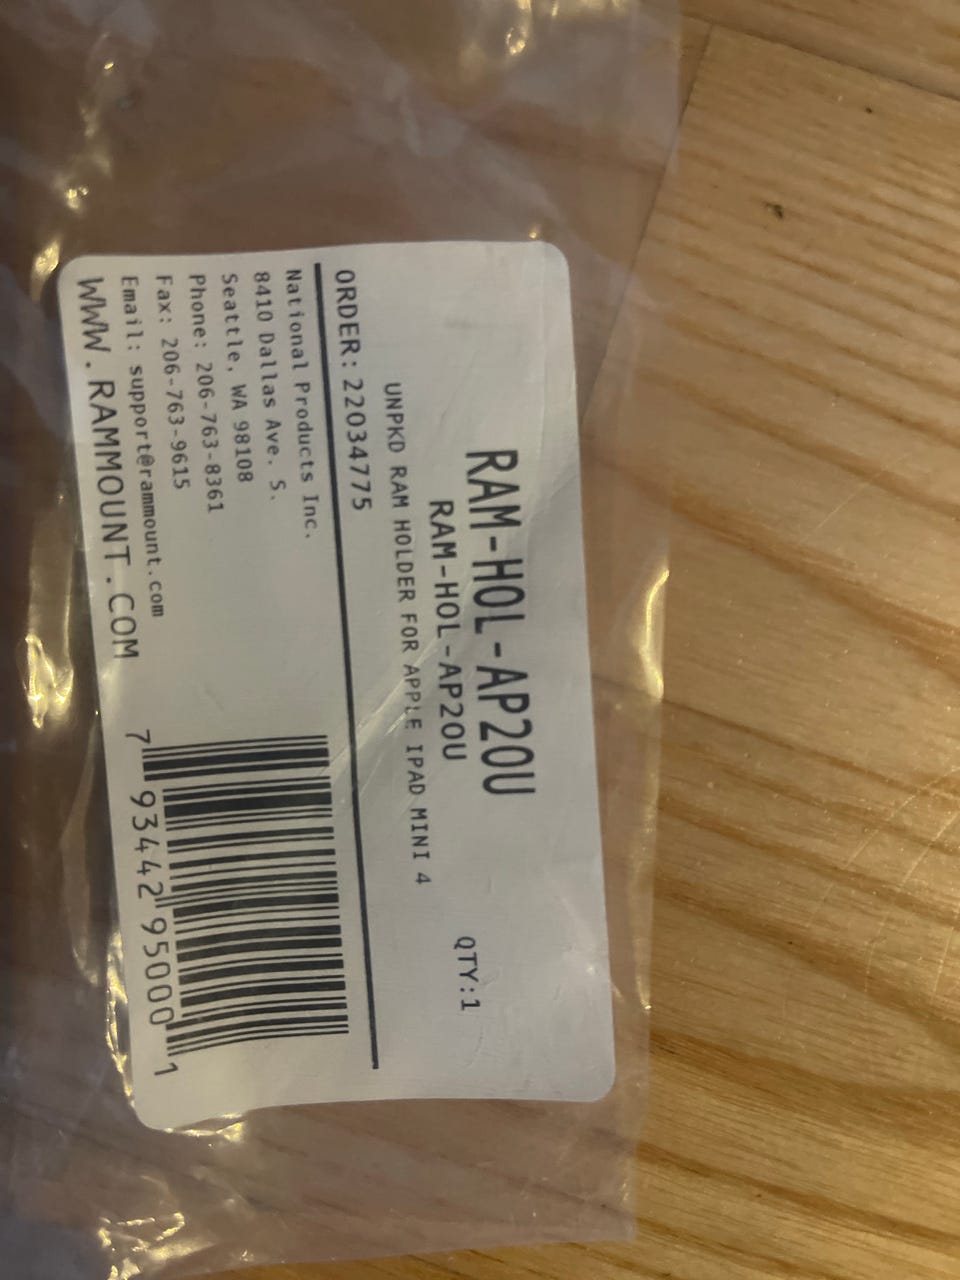 RAM-HOL-AP20U
RAM-HOL-AP20U QTY:1
UNPKD RAM HOLDER FOR APPLE IPAD MINI 4
ORDER: 22034775
National Products Inc.
8410 Dallas Ave. S.
Seattle, WA 98108
Phone: 206-763-8361
Fax: 206-763-9615
Email: support@rammount.com
WWW.RAMMOUNT.COM
7 93442 95000 1